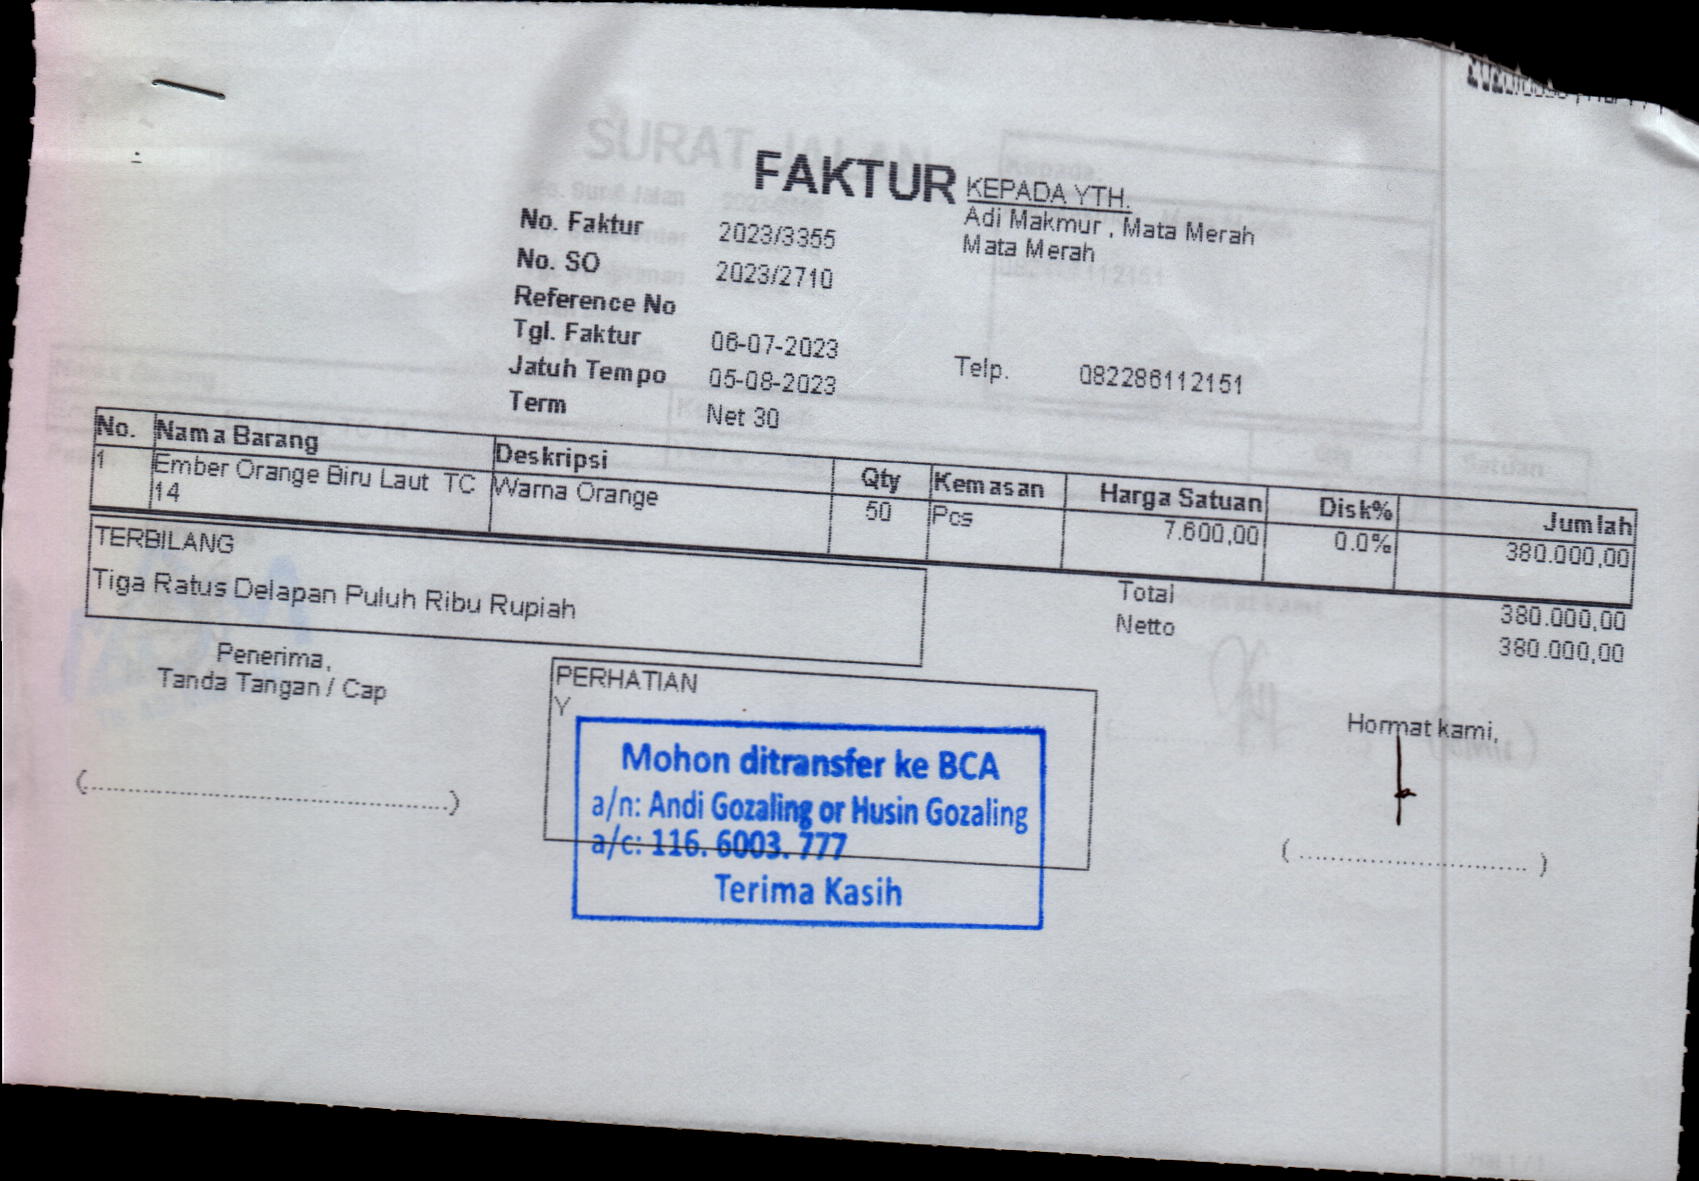 FAKTUR
No. Faktur 2023/3355
No. SO 2023/2710
Reference No
Tgl. Faktur 06-07-2023
Jatuh Tempo 05-08-2023
Term Net 30
KEPADA YTH.
Adi Makmur , Mata Merah
Mata Merah
Telp. 082286112151
No. Nama Barang Deskripsi Qty Kemasan Harga Satuan Disk% Jumlah
1 Ember Orange Biru Laut TC Warna Orange 50 Pcs 7.600,00 0.0% 380.000,00
14
TERBILANG
Tiga Ratus Delapan Puluh Ribu Rupiah
Total 380.000,00
Netto 380.000,00
Penerima,
Tanda Tangan / Cap
(................................................)
PERHATIAN
Y
Mohon ditransfer ke BCA
a/n: Andi Gozaling or Husin Gozaling
a/c: 116. 6003. 777
Terima Kasih
Hormat kami,
( .............................. )
SURAT JALAN
Kepada:
Satuan